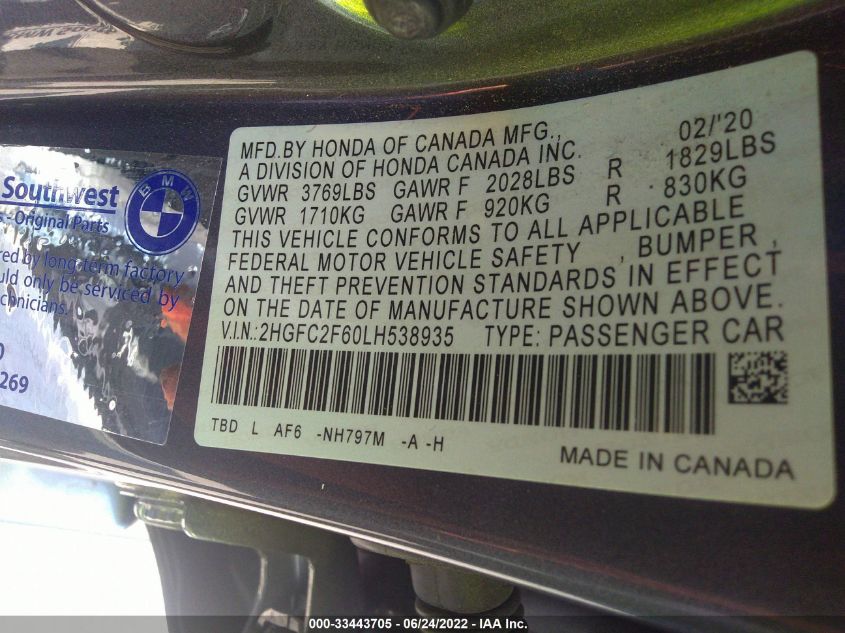 MFD.BY HONDA OF CANADA MFG., 02/'20
A DIVISION OF HONDA CANADA INC.
GVWR 3769LBS GAWR F 2028LBS R 1829LBS
GVWR 1710KG GAWR F 920KG R 830KG
THIS VEHICLE CONFORMS TO ALL APPLICABLE
FEDERAL MOTOR VEHICLE SAFETY , BUMPER ,
AND THEFT PREVENTION STANDARDS IN EFFECT
ON THE DATE OF MANUFACTURE SHOWN ABOVE.
V.I.N.:2HGFC2F60LH538935 TYPE: PASSENGER CAR
TBD L AF6 -NH797M -A -H
MADE IN CANADA
Southwest
BMW
- Original Parts
by long-term factory
only be serviced by
269
000-33443705 - 06/24/2022 - IAA Inc.